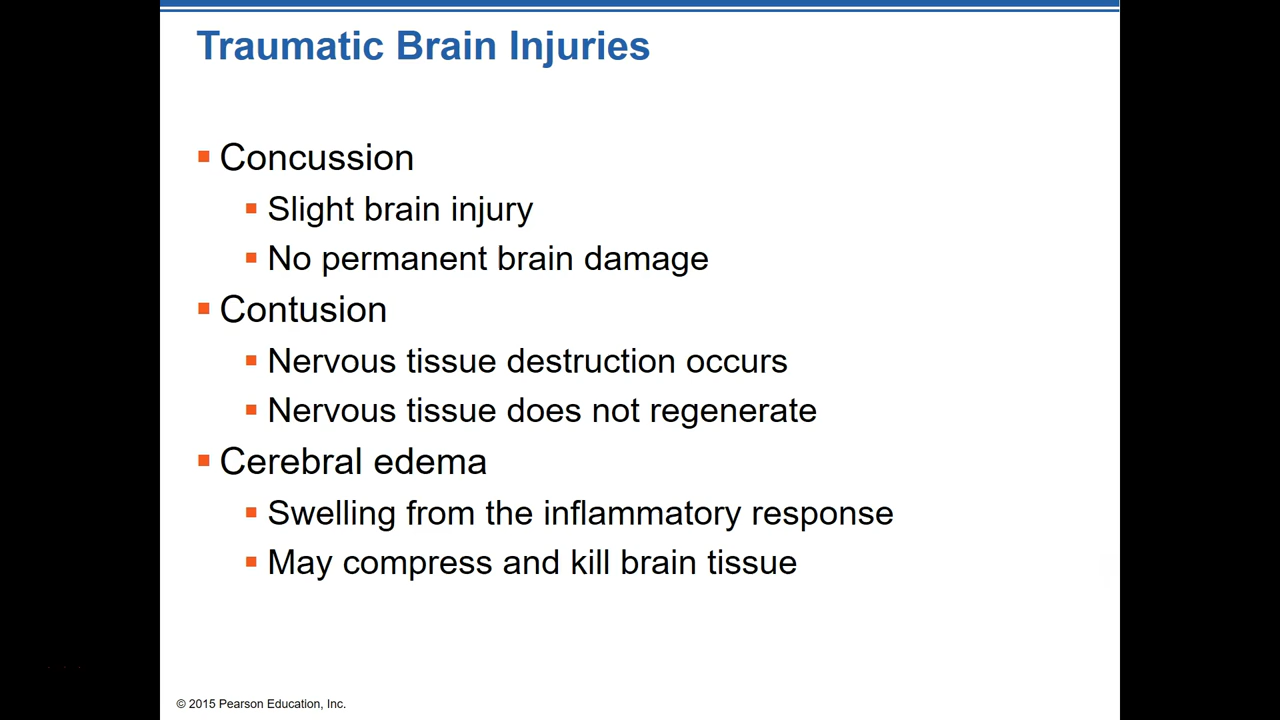 Traumatic Brain Injuries
Concussion
Slight brain injury
No permanent brain damage
Contusion
Nervous tissue destruction occurs
Nervous tissue does not regenerate
Cerebral edema
Swelling from the inflammatory response
May compress and kill brain tissue
© 2015 Pearson Education, Inc.